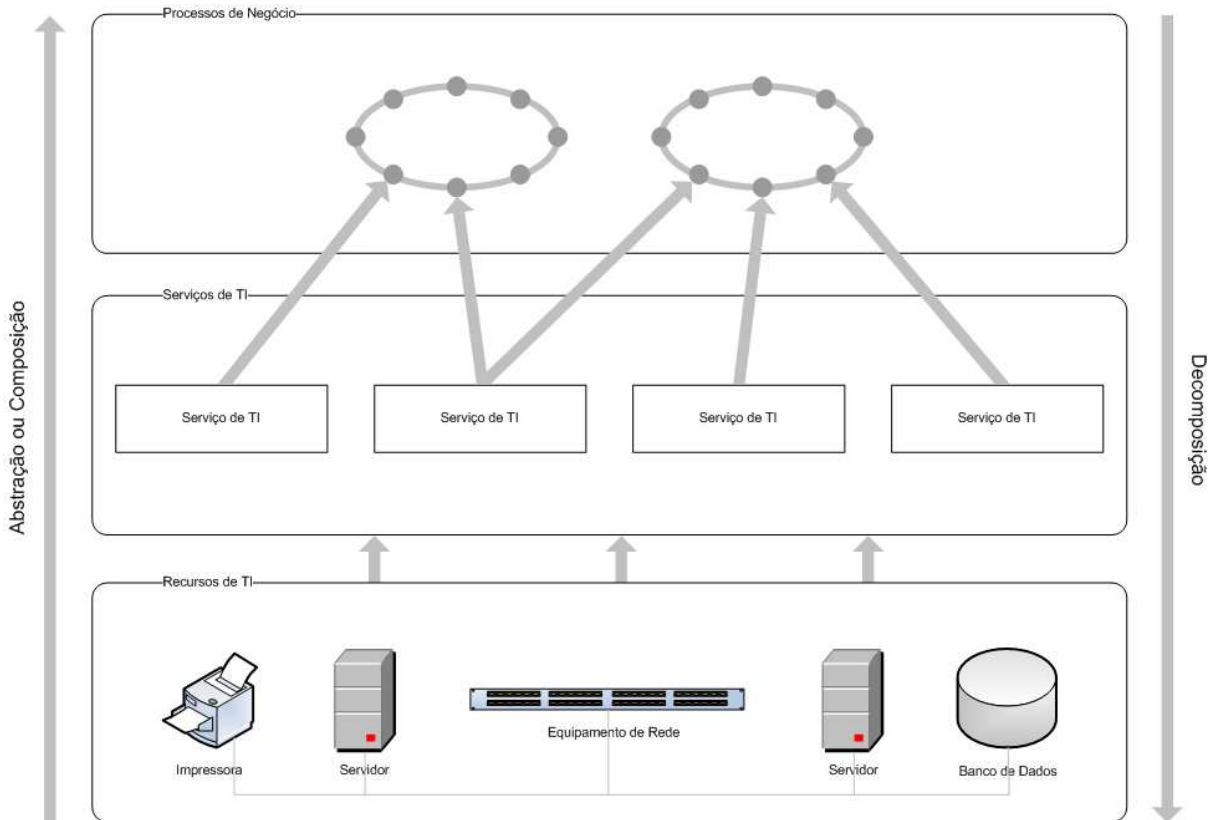 Processos de Negócio
Abstração ou Composição
Decomposição
Serviços de TI
Serviço de TI
Serviço de TI
Serviço de TI
Serviço de TI
Recursos de TI
Impressora
Servidor
Equipamento de Rede
Servidor
Banco de Dados